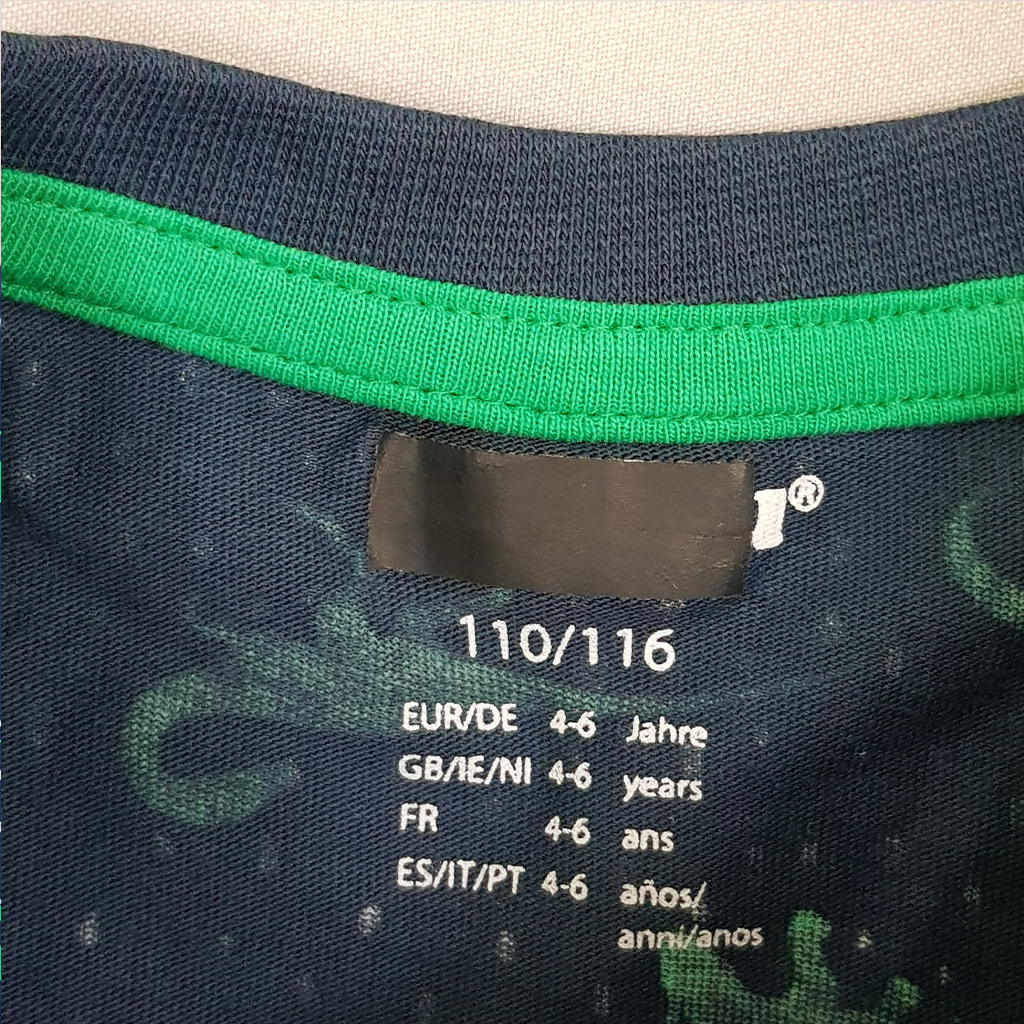 l®
110/116
EUR/DE 4-6 Jahre
GB/IE/NI 4-6 years
FR 4-6 ans
ES/IT/PT 4-6 años/
anni/anos